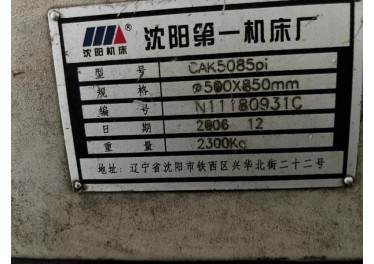 沈阳第一机床厂
沈阳机床
型号 CAK5085pi
规格 Φ500X850mm
编号 N11180931C
日期 2006 12
重量 2300Kg
地址: 辽宁省沈阳市铁西区兴华北街二十二号